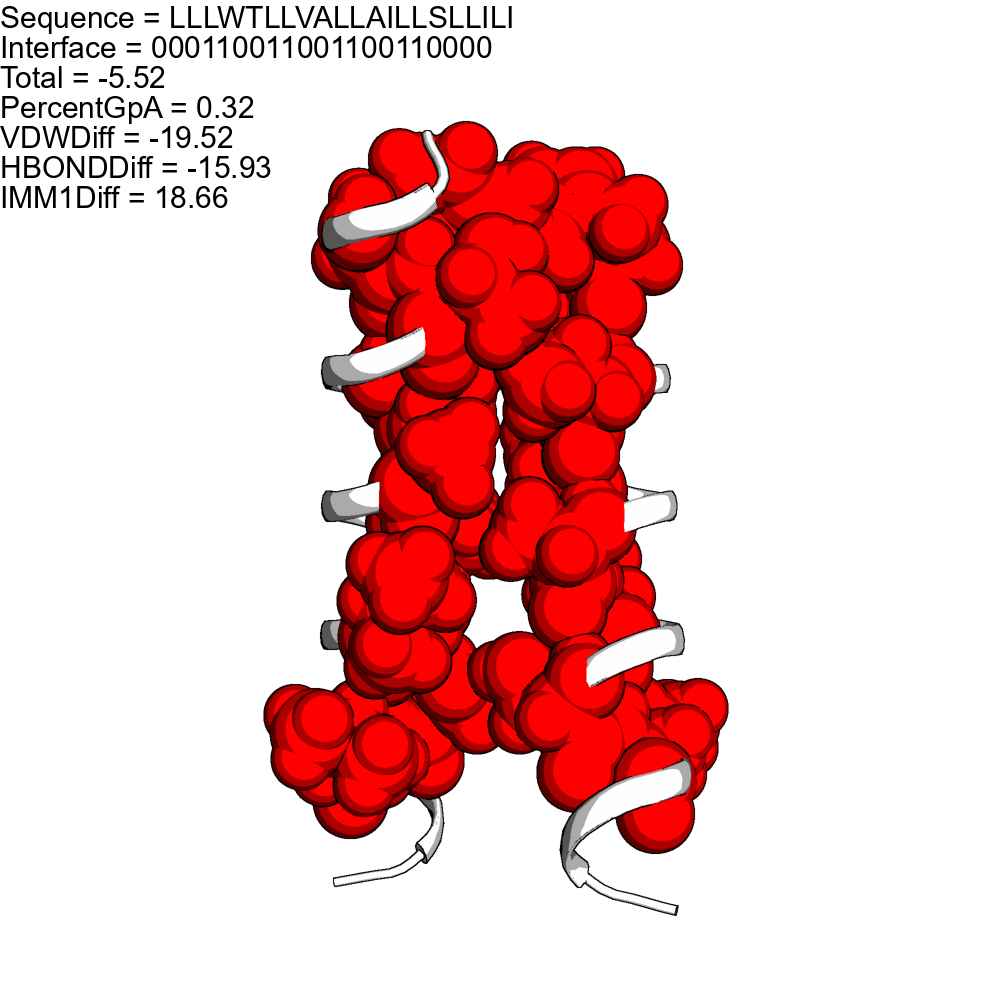 Sequence = LLLWTLLVALLAILLSLLILI
Interface = 000110011001100110000
Total = -5.52
PercentGpA = 0.32
VDWDiff = -19.52
HBONDDiff = -15.93
IMM1Diff = 18.66